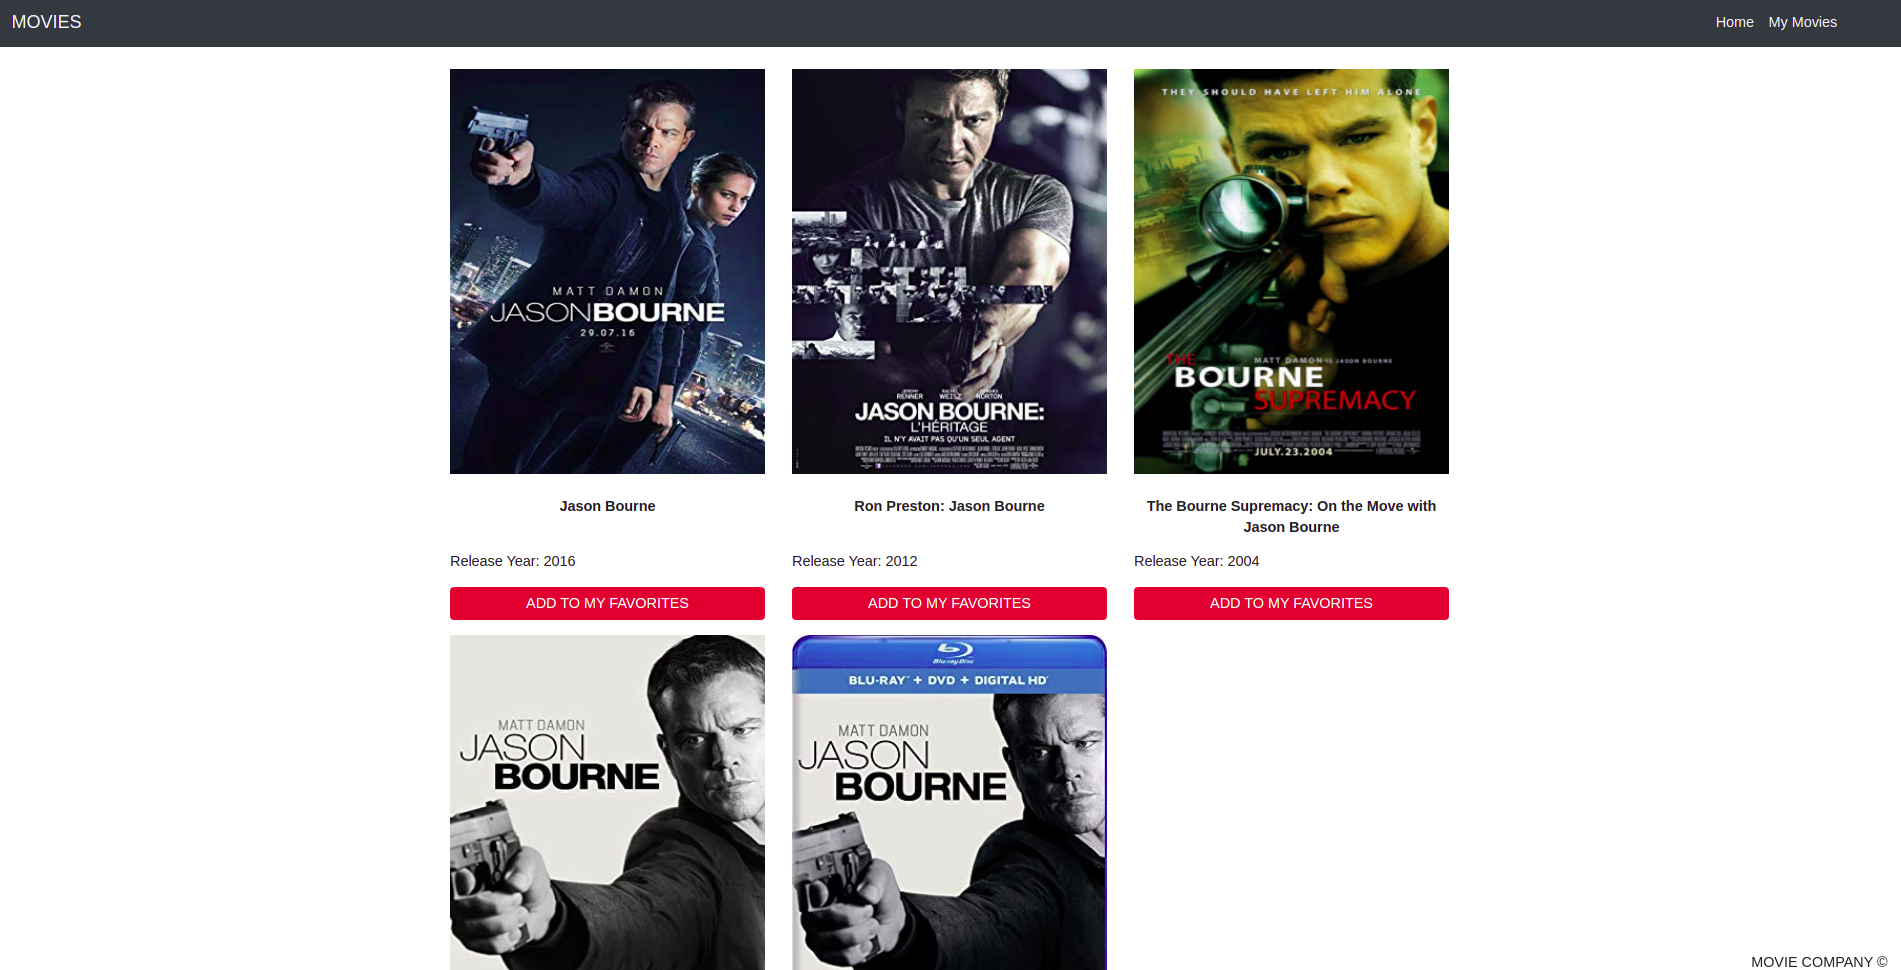 MOVIES
Home
My Movies
MATT DAMON
JASON BOURNE
29.07.16
JEREMY RENNER
RACHEL WEISZ
EDWARD NORTON
JASON BOURNE:
L'HÉRITAGE
IL N'Y AVAIT PAS QU'UN SEUL AGENT
THEY SHOULD HAVE LEFT HIM ALONE
MATT DAMON IS JASON BOURNE
THE
BOURNE
SUPREMACY
JULY.23.2004
Jason Bourne
Ron Preston: Jason Bourne
The Bourne Supremacy: On the Move with
Jason Bourne
Release Year: 2016
Release Year: 2012
Release Year: 2004
ADD TO MY FAVORITES
ADD TO MY FAVORITES
ADD TO MY FAVORITES
MATT DAMON
JASON
BOURNE
Blu-ray Disc
BLU-RAY™ + DVD + DIGITAL HD
MATT DAMON
JASON
BOURNE
MOVIE COMPANY ©